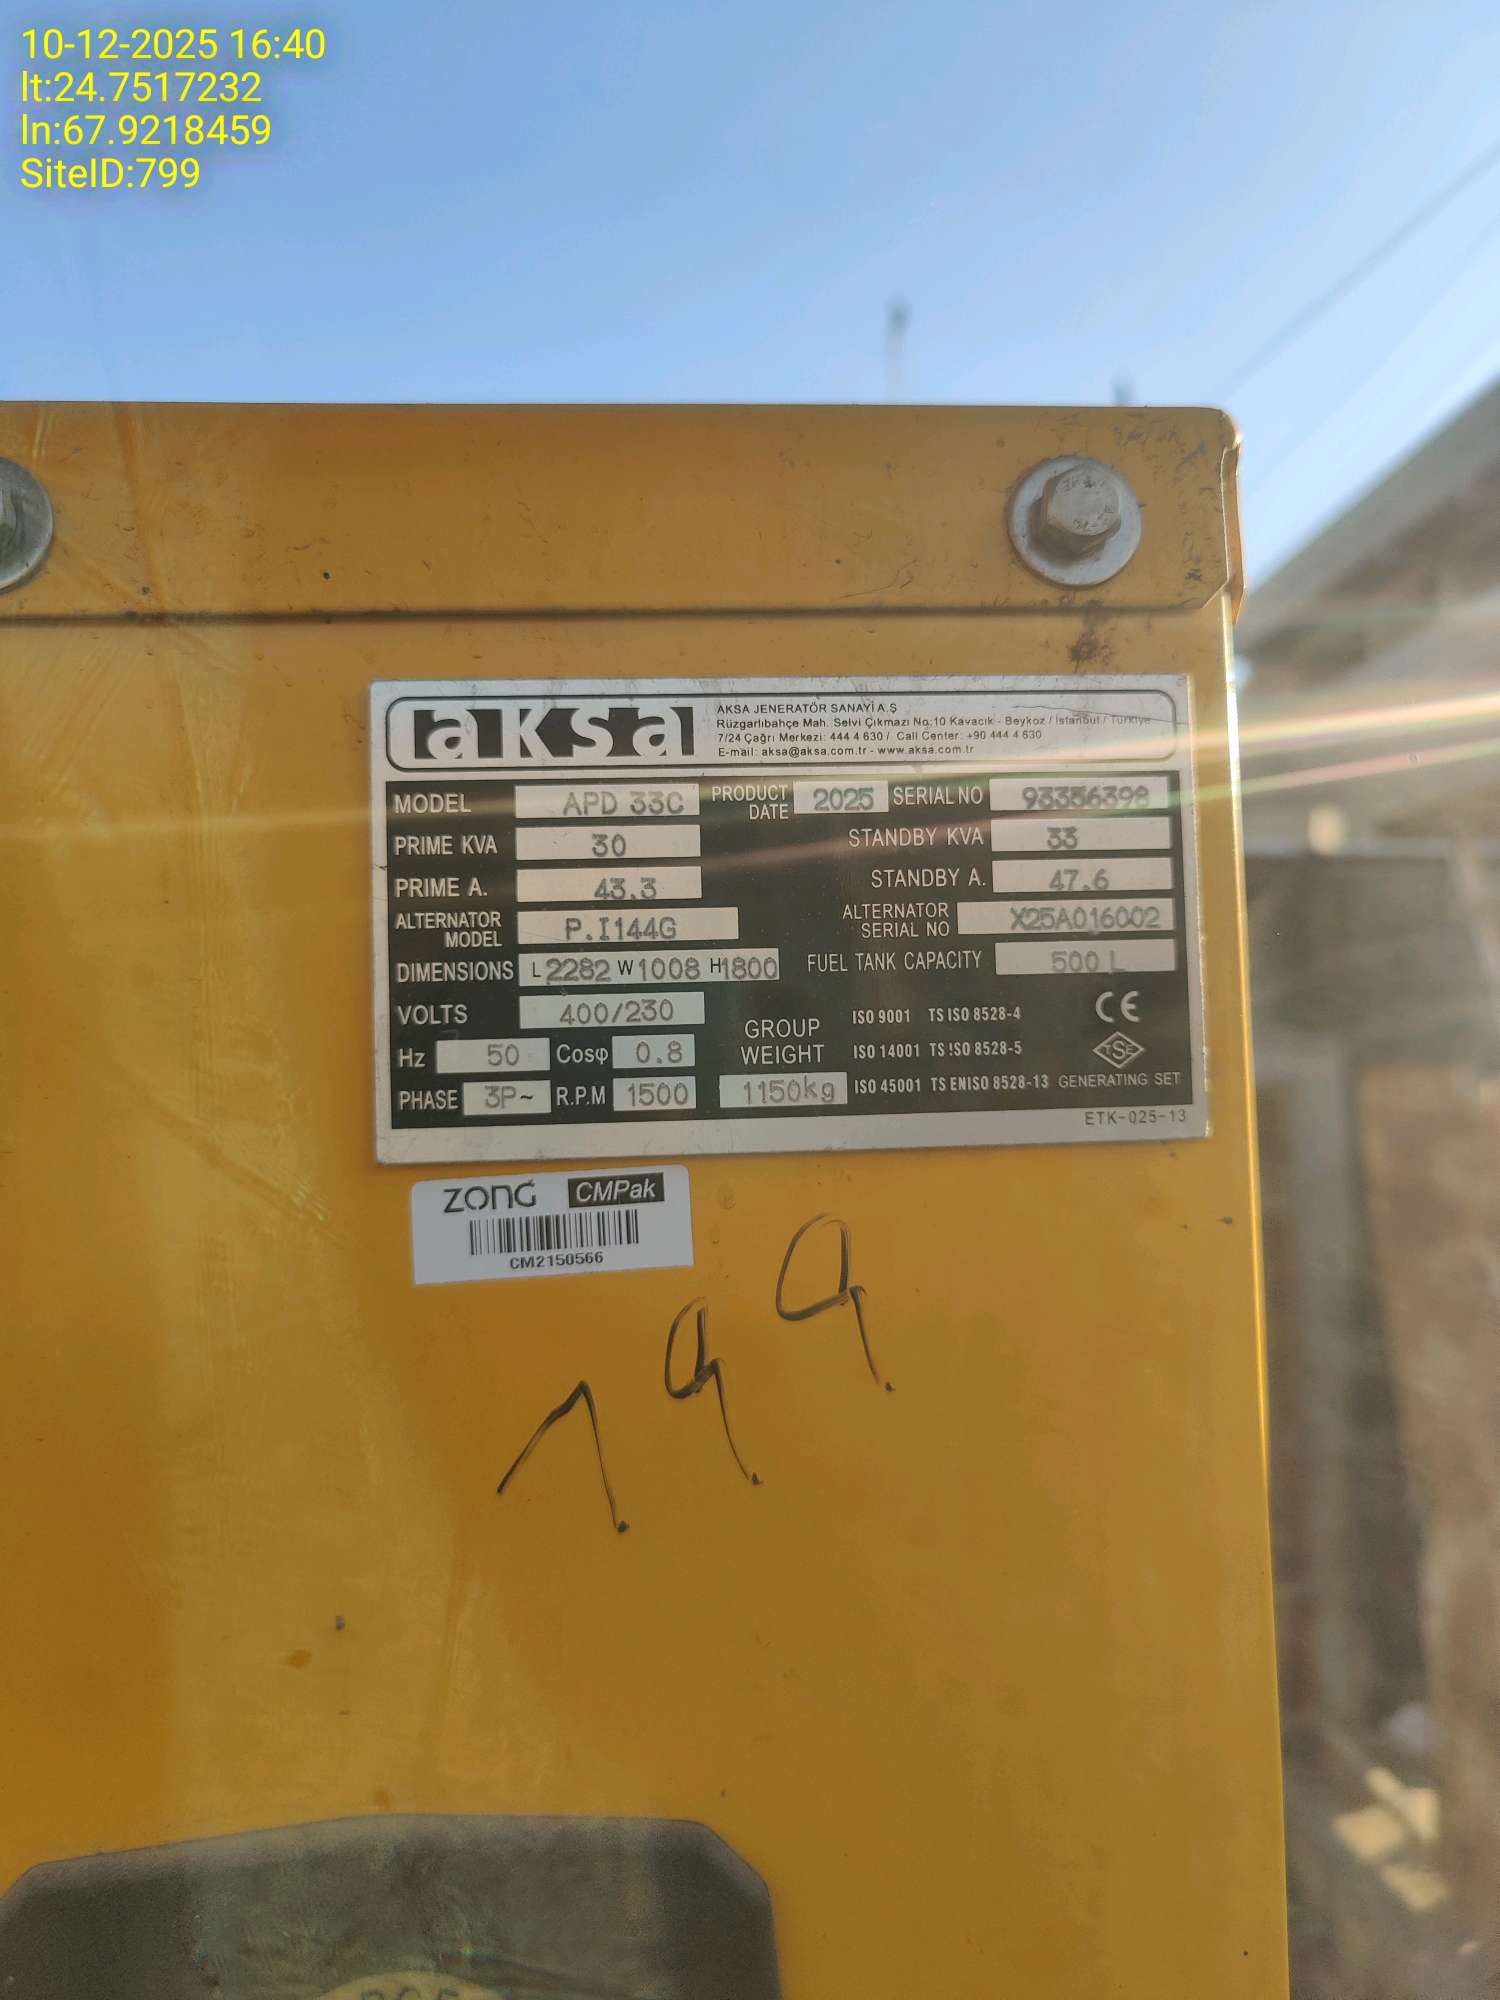 10-12-2025 16:40
lt:24.7517232
ln:67.9218459
SiteID:799
aksa
AKSA JENERATÖR SANAYİ A.Ş
Rüzgarlıbahçe Mah. Selvi Çıkmazı No:10 Kavacık - Beykoz / İstanbul / Türkiye
7/24 Çağrı Merkezi: 444 4 630 / Call Center: +90 444 4 630
E-mail: aksa@aksa.com.tr - www.aksa.com.tr
MODEL APD 33C PRODUCT DATE 2025 SERIAL NO 93356398
PRIME KVA 30 STANDBY KVA 33
PRIME A. 43.3 STANDBY A. 47.6
ALTERNATOR MODEL P.I144G ALTERNATOR SERIAL NO X25A016002
DIMENSIONS L 2282 W 1008 H 1800 FUEL TANK CAPACITY 500 L
VOLTS 400/230 GROUP WEIGHT ISO 9001 TS ISO 8528-4 CE
Hz 50 Cosφ 0.8 ISO 14001 TS ISO 8528-5 TSE
PHASE 3P~ R.P.M 1500 1150kg ISO 45001 TS ENISO 8528-13 GENERATING SET
ETK-025-13
zong CMPak
CM2150566
799